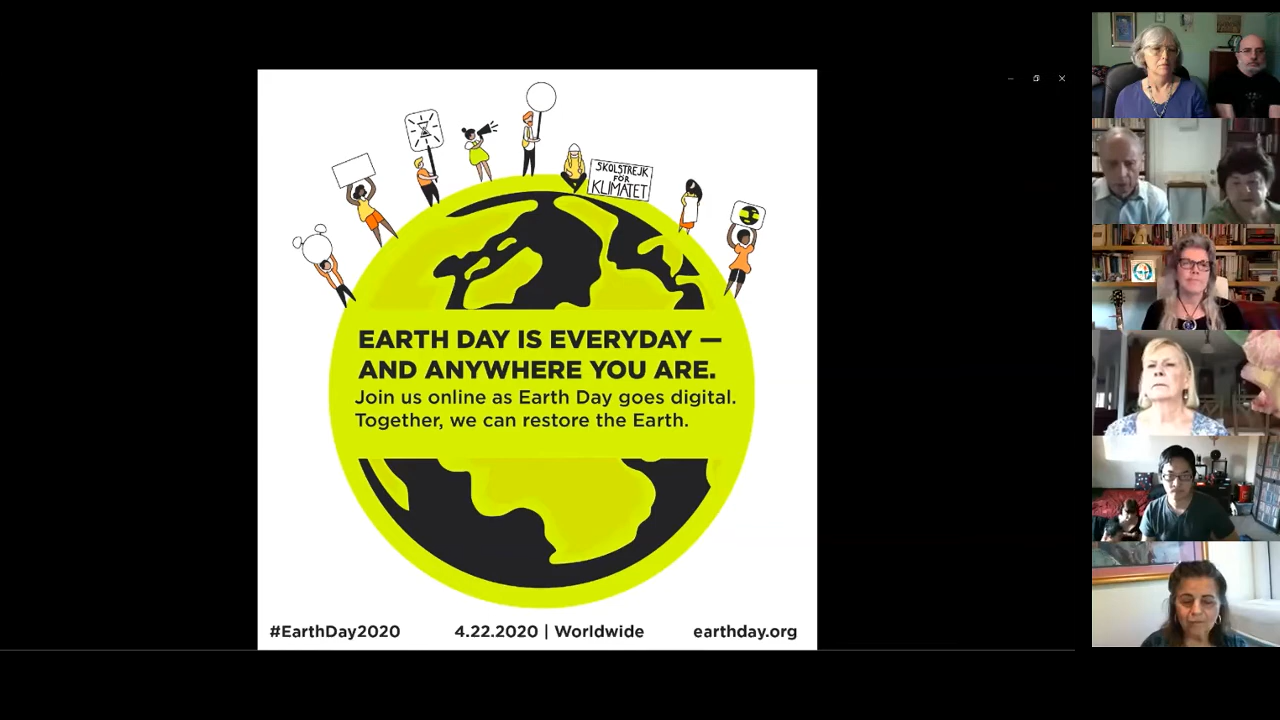 SKOLSTREJK
FÖR
KLIMATET
EARTH DAY IS EVERYDAY —
AND ANYWHERE YOU ARE.
Join us online as Earth Day goes digital.
Together, we can restore the Earth.
#EarthDay2020
4.22.2020 | Worldwide
earthday.org